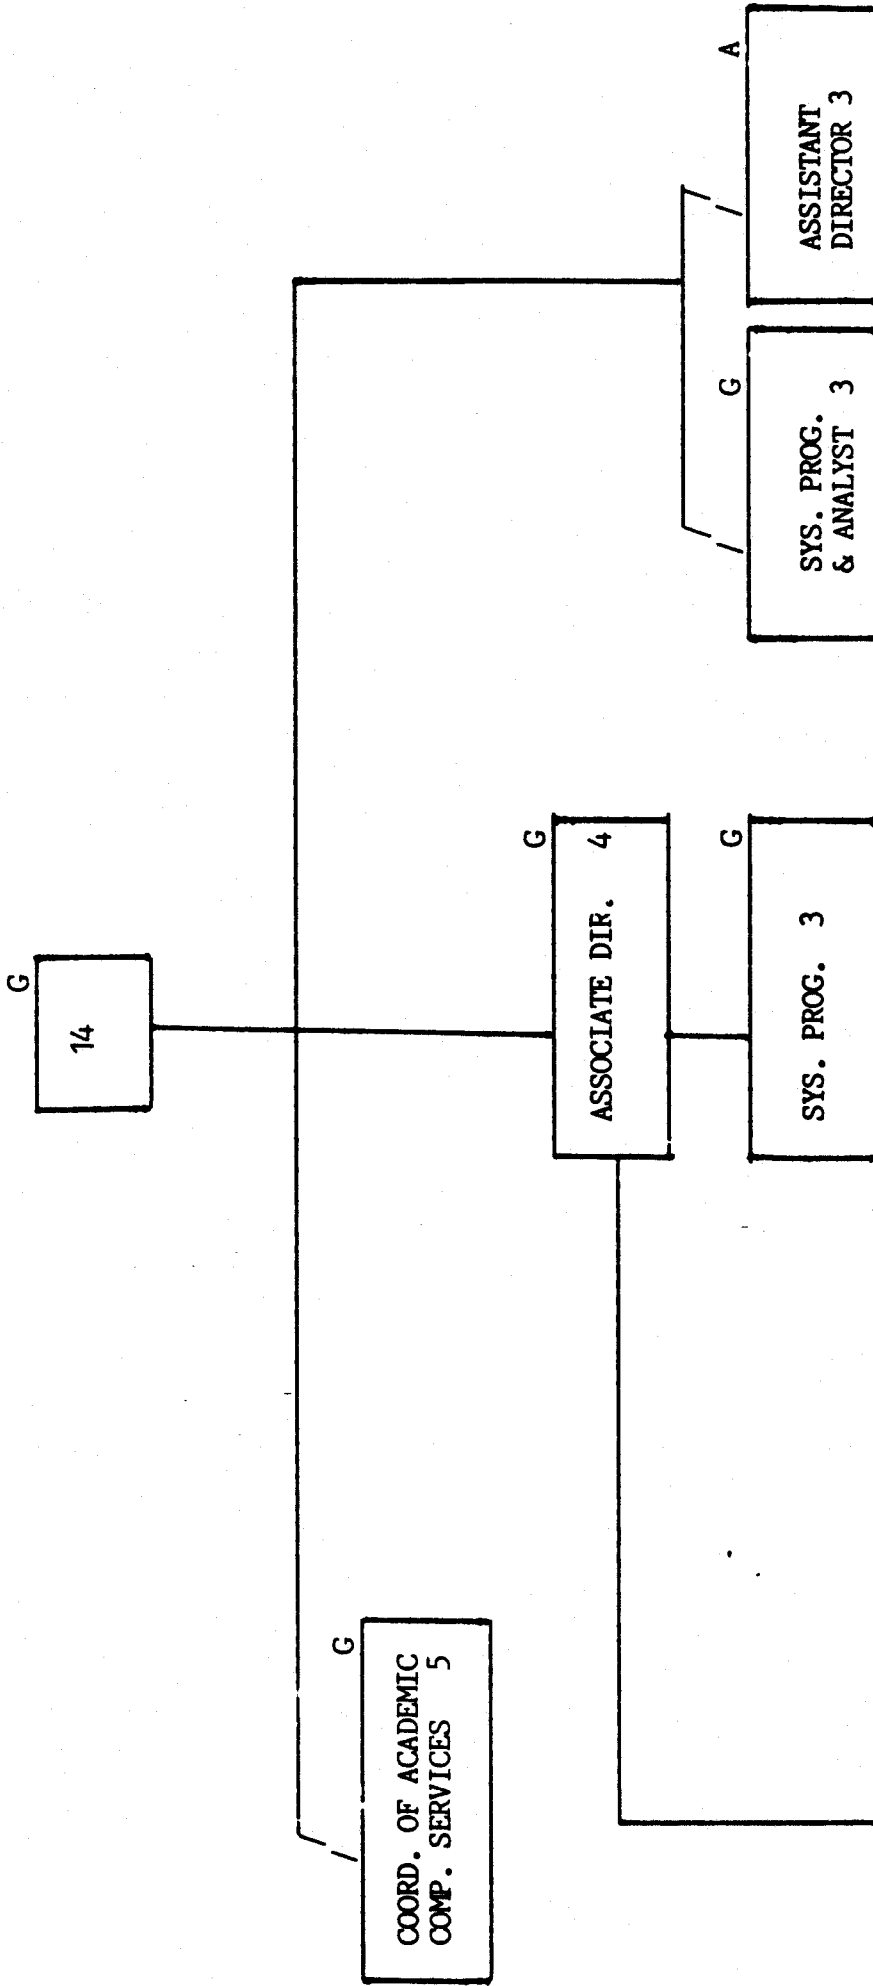 G
14
G
COORD. OF ACADEMIC
COMP. SERVICES 5
G
ASSOCIATE DIR. 4
G
SYS. PROG. 3
G
SYS. PROG.
& ANALYST 3
A
ASSISTANT
DIRECTOR 3